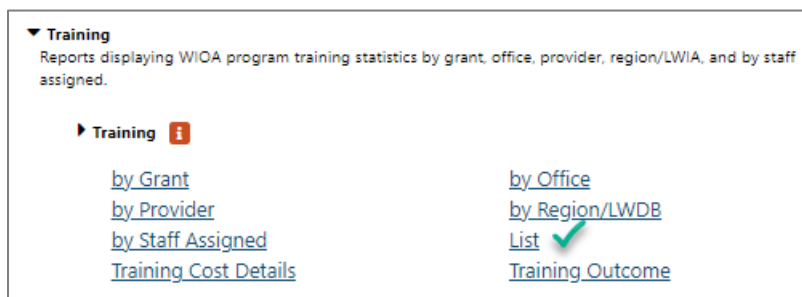 Training
Reports displaying WIOA program training statistics by grant, office, provider, region/LWIA, and by staff
assigned.
Training i
by Grant
by Office
by Provider
by Region/LWDB
by Staff Assigned
List
Training Cost Details
Training Outcome